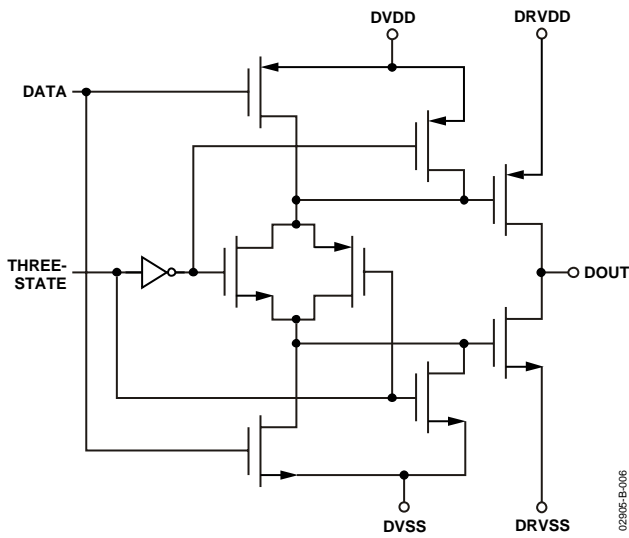 DVDD
DRVDD
DATA
THREE-
STATE
DOUT
DVSS
DRVSS
02905-B-006